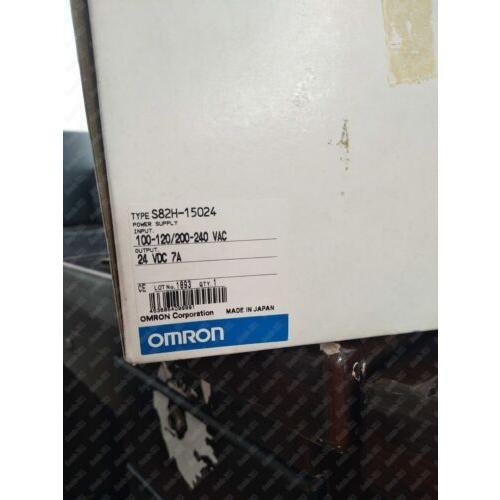 TYPE S82H-15024
POWER SUPPLY
INPUT.
100-120/200-240 VAC
OUTPUT.
24 VDC 7A
CE LOT No. 1893 QTY. 1
OMRON Corporation MADE IN JAPAN
OMRON